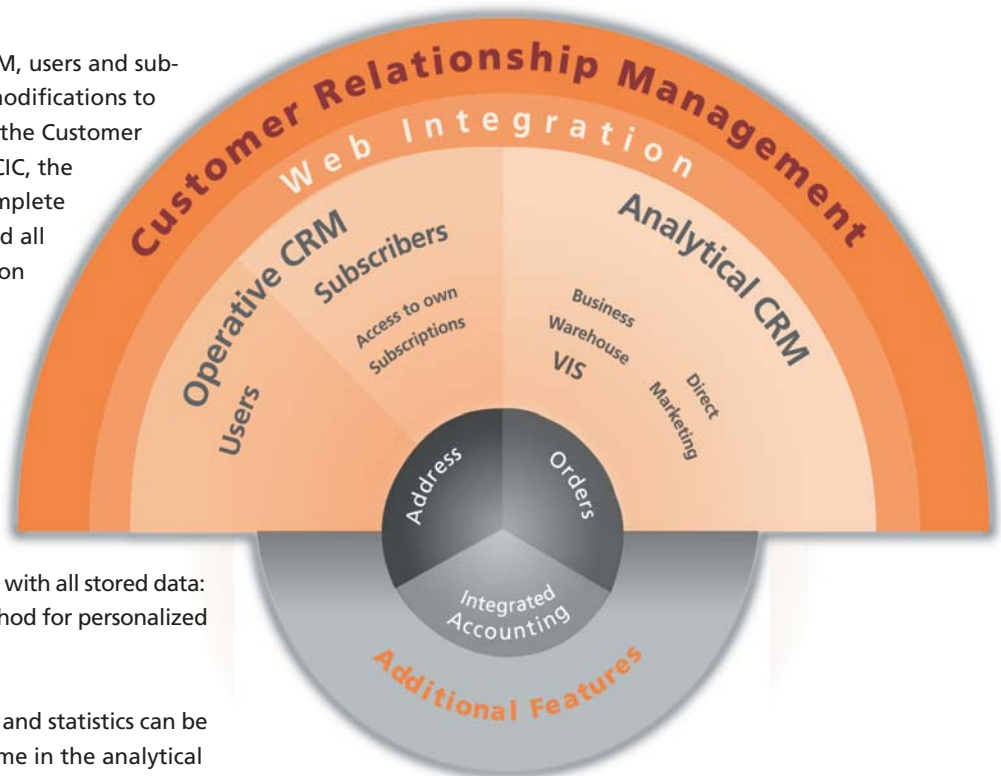 M, users and sub-
modifications to
the Customer
CIC, the
mplete
d all
on
with all stored data:
hod for personalized
and statistics can be
me in the analytical
Customer Relationship Management
Web Integration
Operative CRM
Users
Subscribers
Access to own
Subscriptions
Analytical CRM
Business
Warehouse
VIS
Direct
Marketing
Address
Orders
Integrated
Accounting
Additional Features